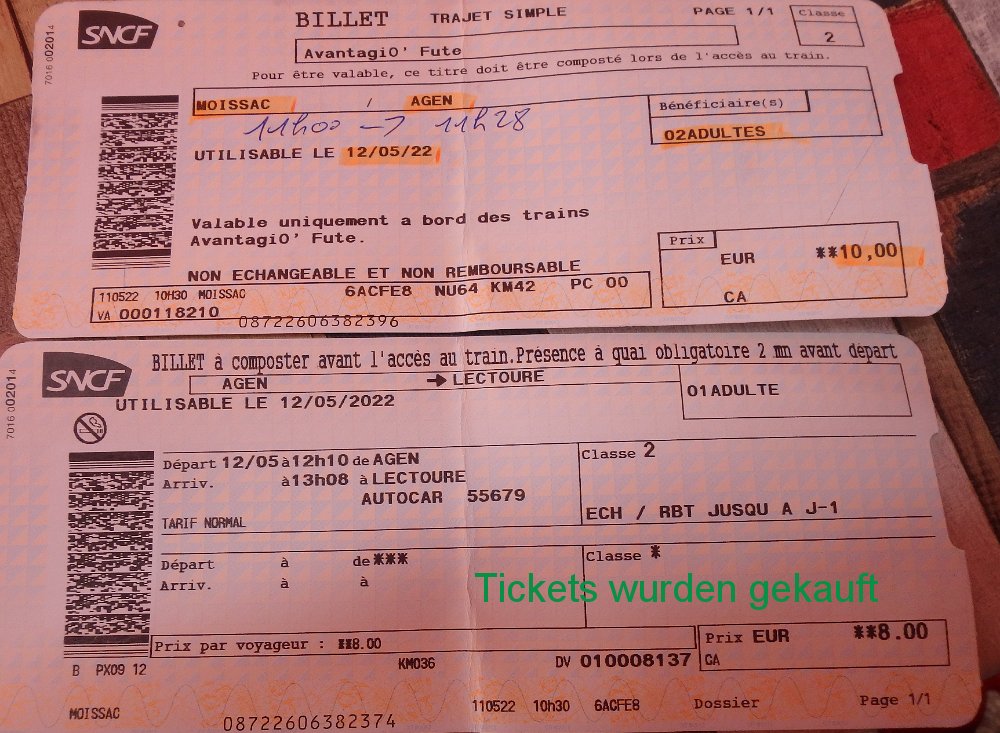 7016 002014
SNCF
BILLET TRAJET SIMPLE PAGE 1/1 Classe
2
AvantagiO' Fute
Pour être valable, ce titre doit être composté lors de l'accès au train.
MOISSAC / AGEN
Bénéficiaire(s)
11h00 -> 11h28
02ADULTES
UTILISABLE LE 12/05/22
Valable uniquement a bord des trains
AvantagiO' Fute.
Prix
EUR **10,00
NON ECHANGEABLE ET NON REMBOURSABLE
CA
110522 10H30 MOISSAC 6ACFE8 NU64 KM42 PC 00
VA 000118210
08722606382396
7016 002014
SNCF
BILLET à composter avant l'accès au train.Présence à quai obligatoire 2 mn avant départ
AGEN → LECTOURE
01ADULTE
UTILISABLE LE 12/05/2022
Départ 12/05 à 12h10 de AGEN
Classe 2
Arriv. à 13h08 à LECTOURE
AUTOCAR 55679
ECH / RBT JUSQU A J-1
TARIF NORMAL
Départ à de ***
Classe *
Arriv. à à
Tickets wurden gekauft
Prix par voyageur : **8.00
Prix EUR **8.00
CA
B PX09 12 KM036 DV 010008137
MOISSAC 110522 10h30 6ACFE8 Dossier Page 1/1
08722606382374